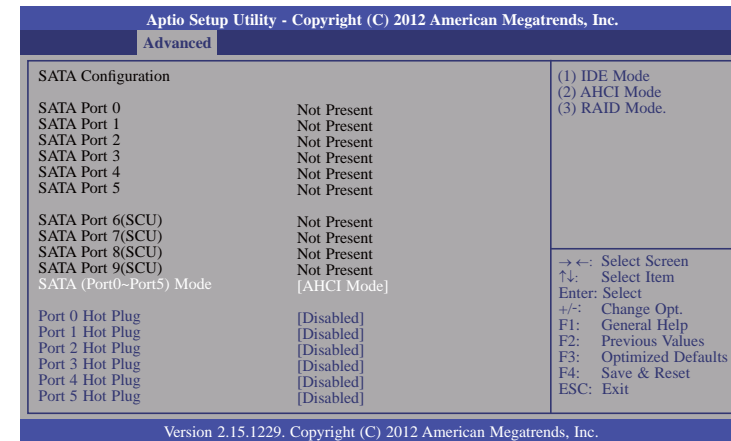 Aptio Setup Utility - Copyright (C) 2012 American Megatrends, Inc.
Advanced
SATA Configuration
SATA Port 0 Not Present
SATA Port 1 Not Present
SATA Port 2 Not Present
SATA Port 3 Not Present
SATA Port 4 Not Present
SATA Port 5 Not Present
SATA Port 6(SCU) Not Present
SATA Port 7(SCU) Not Present
SATA Port 8(SCU) Not Present
SATA Port 9(SCU) Not Present
SATA (Port0~Port5) Mode [AHCI Mode]
Port 0 Hot Plug [Disabled]
Port 1 Hot Plug [Disabled]
Port 2 Hot Plug [Disabled]
Port 3 Hot Plug [Disabled]
Port 4 Hot Plug [Disabled]
Port 5 Hot Plug [Disabled]
(1) IDE Mode
(2) AHCI Mode
(3) RAID Mode.
→←: Select Screen
↑↓: Select Item
Enter: Select
+/-: Change Opt.
F1: General Help
F2: Previous Values
F3: Optimized Defaults
F4: Save & Reset
ESC: Exit
Version 2.15.1229. Copyright (C) 2012 American Megatrends, Inc.